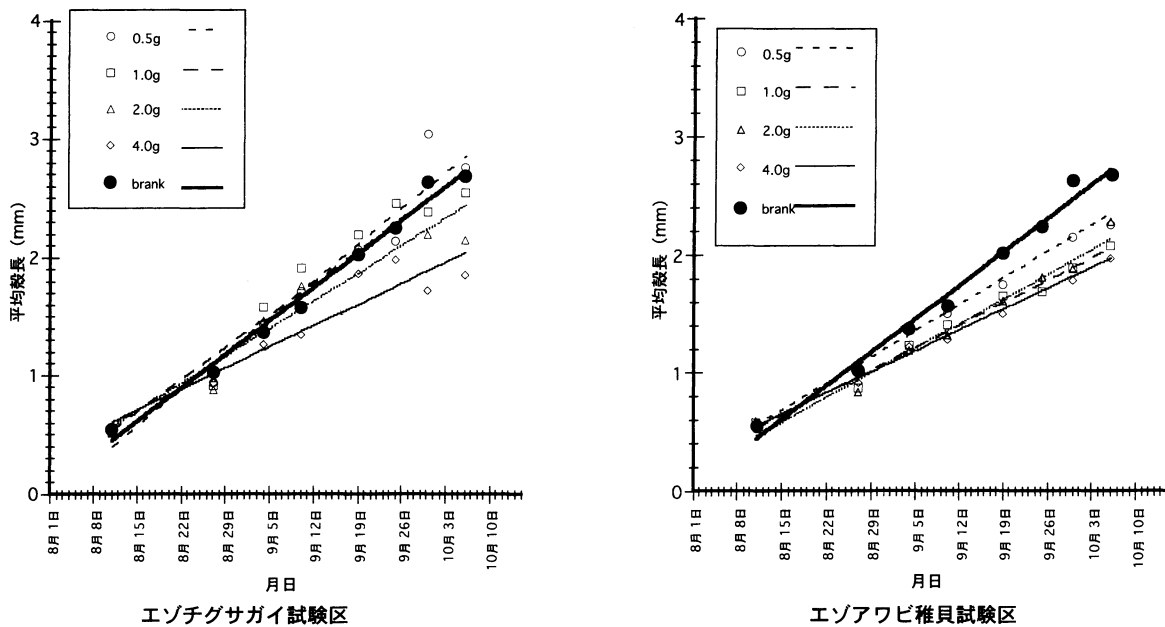 4
3
2
1
0
平均殻長 (mm)
0.5g
1.0g
2.0g
4.0g
brank
8月1日
8月8日
8月15日
8月22日
8月29日
9月5日
9月12日
9月19日
9月26日
10月3日
10月10日
月日
エゾチグサガイ試験区
4
3
2
1
0
平均殻長 (mm)
0.5g
1.0g
2.0g
4.0g
brank
8月1日
8月8日
8月15日
8月22日
8月29日
9月5日
9月12日
9月19日
9月26日
10月3日
10月10日
月日
エゾアワビ稚貝試験区